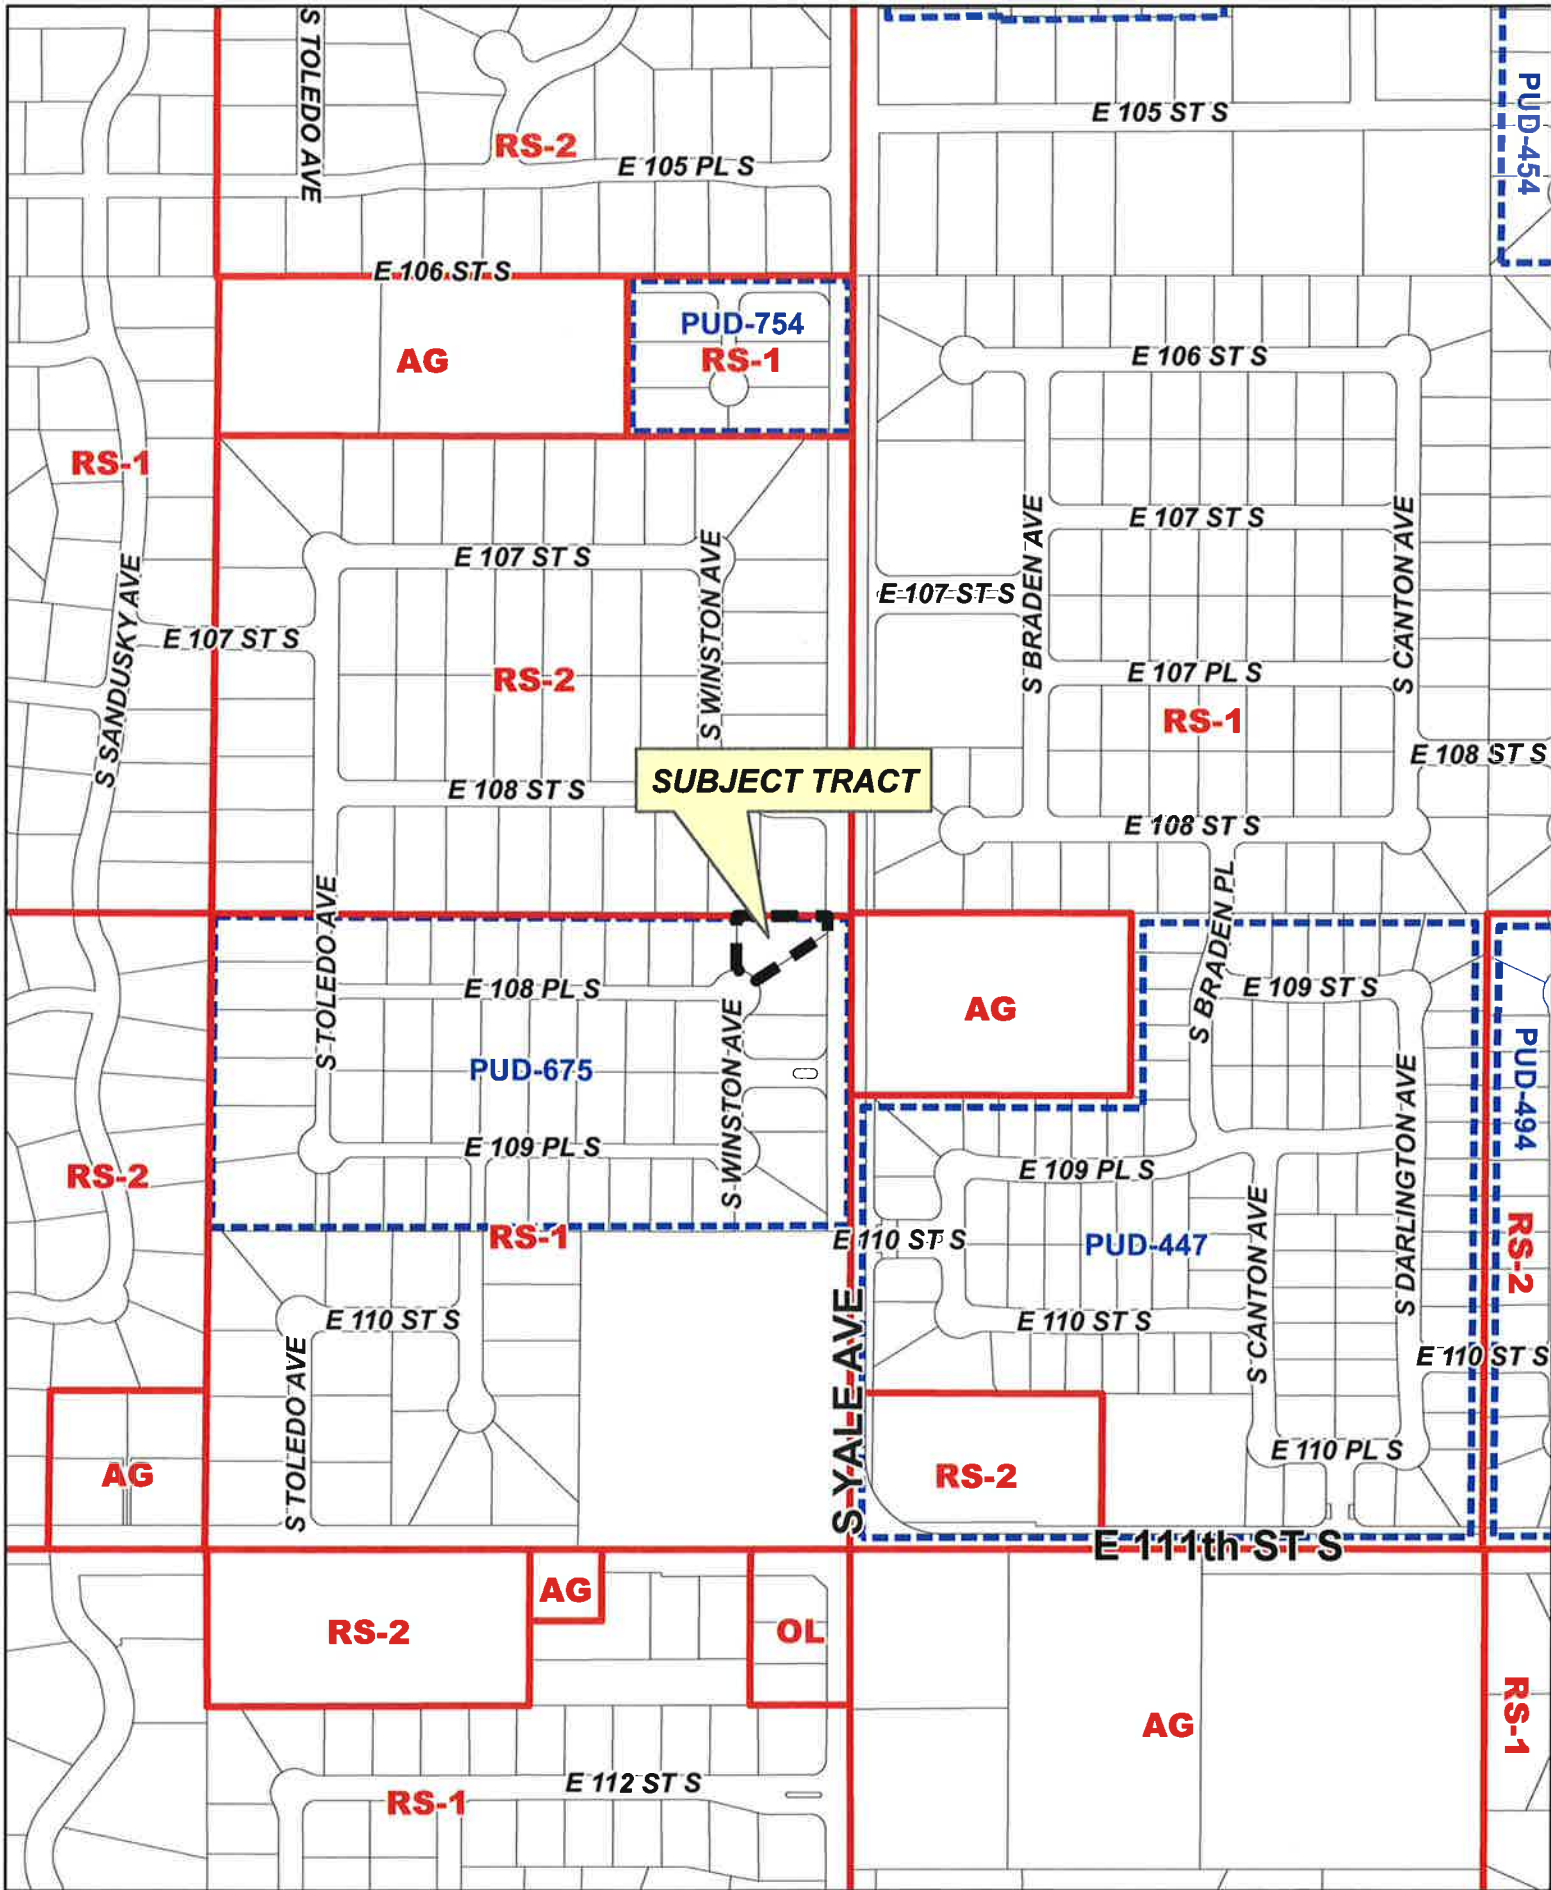 S TOLEDO AVE
E 105 ST S
PUD-454
RS-2
E 105 PL S
E 106 ST S
PUD-754
RS-1
AG
E 106 ST S
RS-1
E 107 ST S
E 107 ST S
S WINSTON AVE
S BRADEN AVE
S CANTON AVE
E 107 ST S
S SANDUSKY AVE
E 107 ST S
RS-2
E 107 PL S
RS-1
E 108 ST S
SUBJECT TRACT
E 108 ST S
E 108 ST S
S TOLEDO AVE
S BRADEN PL
E 108 PL S
E 109 ST S
AG
S WINSTON AVE
PUD-675
PUD-494
S DARLINGTON AVE
E 109 PL S
E 109 PL S
RS-2
RS-1
E 110 ST S
PUD-447
S CANTON AVE
RS-2
E 110 ST S
E 110 ST S
E 110 ST S
S TOLEDO AVE
S YALE AVE
E 110 PL S
AG
RS-2
E 111th ST S
AG
RS-2
OL
AG
RS-1
E 112 ST S
RS-1